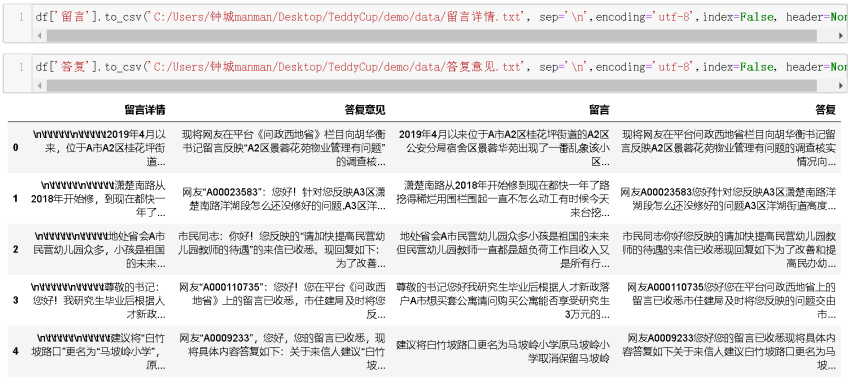 1 df['留言'].to_csv('C:/Users/钟城manman/Desktop/TeddyCup/demo/data/留言详情.txt', sep='\n',encoding='utf-8',index=False, header=Non
1 df['答复'].to_csv('C:/Users/钟城manman/Desktop/TeddyCup/demo/data/答复意见.txt', sep='\n',encoding='utf-8',index=False, header=Non
留言详情 答复意见 留言 答复
0
\n\t\t\t\t\t\n\t\t\t\t\t2019年4月以
来，位于A市A2区桂花坪街
道...
现将网友在平台《问政西地省》栏目向胡华衡
书记留言反映“A2区景蓉花苑物业管理有问题”
的调查核...
2019年4月以来位于A市A2区桂花坪街道的A2区
公安分局宿舍区景蓉华苑出现了一番乱象该小
区...
现将网友在平台问政西地省栏目向胡华衡书记留
言反映A2区景蓉花苑物业管理有问题的调查核实
情况向...
1
\n\t\t\t\t\t\n\t\t\t\t\t潇楚南路从
2018年开始修，到现在都快
一年了...
网友“A00023583”：您好！针对您反映A3区潇
楚南路洋湖段怎么还没修好的问题,A3区洋...
潇楚南路从2018年开始修到现在都快一年了路
挖得稀烂用围栏围起一直不怎么动工有时候今天
来台挖...
网友A00023583您好针对您反映A3区潇楚南路洋
湖段怎么还没修好的问题A3区洋湖街道高度...
2
\n\t\t\t\t\t\n\t\t\t\t\t地处省会A市
民营幼儿园众多，小孩是祖国
的未来...
市民同志：你好！您反映的“请加快提高民营幼
儿园教师的待遇”的来信已收悉。现回复如下：
为了改善...
地处省会A市民营幼儿园众多小孩是祖国的未来
但民营幼儿园教师一直都是超负荷工作且收入又
是所有行...
市民同志你好您反映的请加快提高民营幼儿园教
师的待遇的来信已收悉现回复如下为了改善和提
高民办幼...
3
\n\t\t\t\t\t\n\t\t\t\t\t尊敬的书记：
您好！我研究生毕业后根据人
才新政...
网友“A000110735”：您好！您在平台《问政西
地省》上的留言已收悉，市住建局及时将您
反...
尊敬的书记您好我研究生毕业后根据人才新政落
户A市想买套公寓请问购买公寓能否享受研究生
3万元的...
网友A000110735您好您在平台问政西地省上的
留言已收悉市住建局及时将您反映的问题交由
市...
4
\n\t\t\t\t\t\n\t\t\t\t\t建议将“白竹
坡路口”更名为“马坡岭小学”，
原...
网友“A0009233”，您好，您的留言已收悉，现
将具体内容答复如下：关于来信人建议“白竹
坡...
建议将白竹坡路口更名为马坡岭小学原马坡岭小
学取消保留马坡岭
网友A0009233您好您的留言已收悉现将具体内
容答复如下关于来信人建议白竹坡路口更名为马
坡...